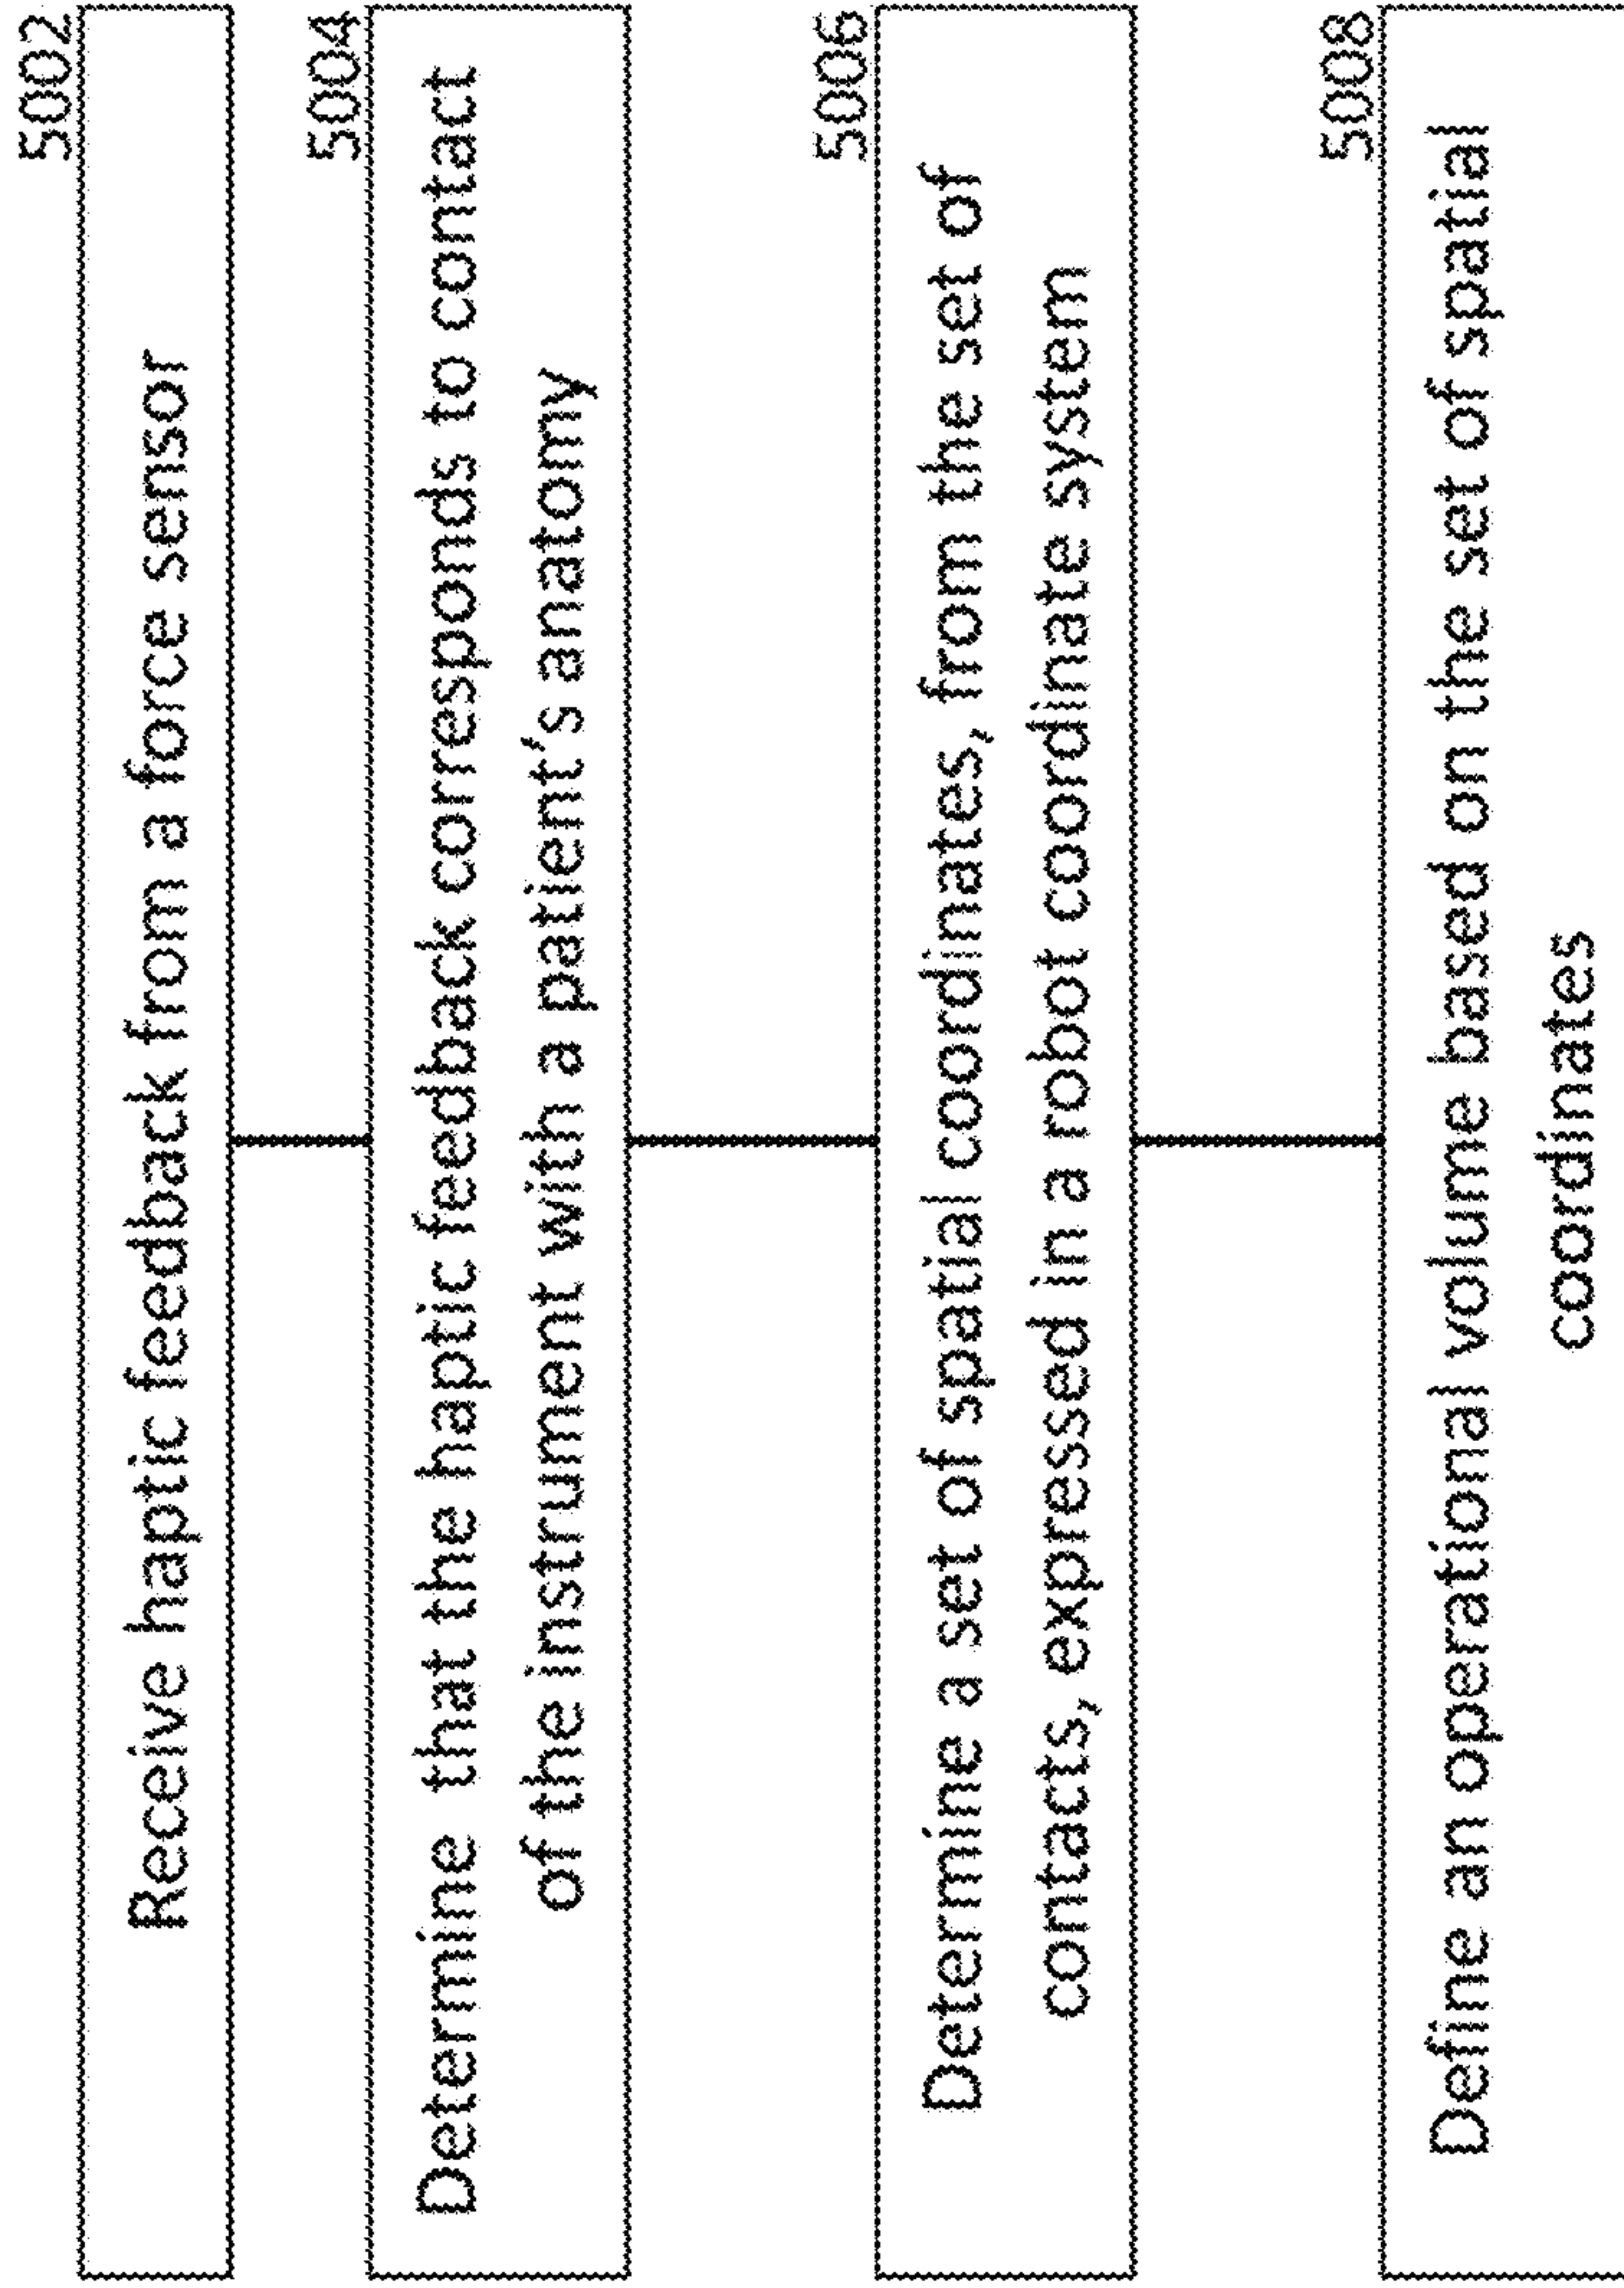 5002
Receive haptic feedback from a force sensor
5004
Determine that the haptic feedback corresponds to contact
of the instrument with a patient's anatomy
5006
Determine a set of spatial coordinates, from the set of
contacts, expressed in a robot coordinate system
5008
Define an operational volume based on the set of spatial
coordinates